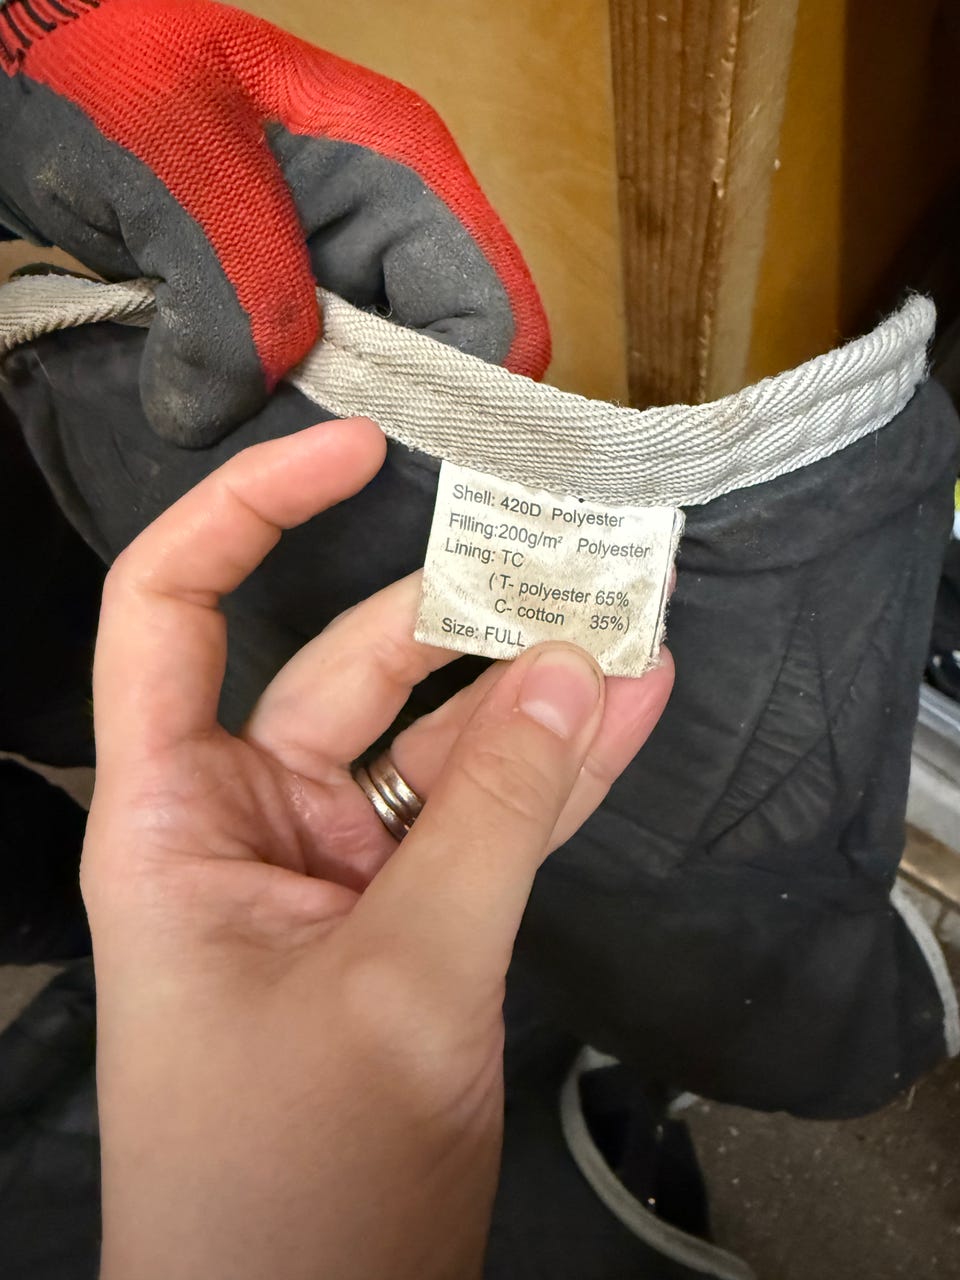 Shell: 420D Polyester
Filling:200g/m² Polyester
Lining: TC
( T- polyester 65%
C- cotton 35%)
Size: FULL